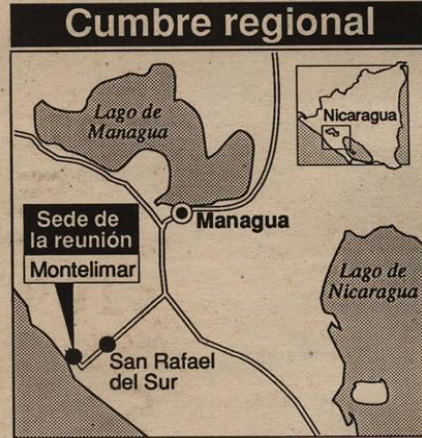 Cumbre regional
Lago de
Managua
Nicaragua
Managua
Sede de
la reunión
Montelimar
Lago de
Nicaragua
San Rafael
del Sur